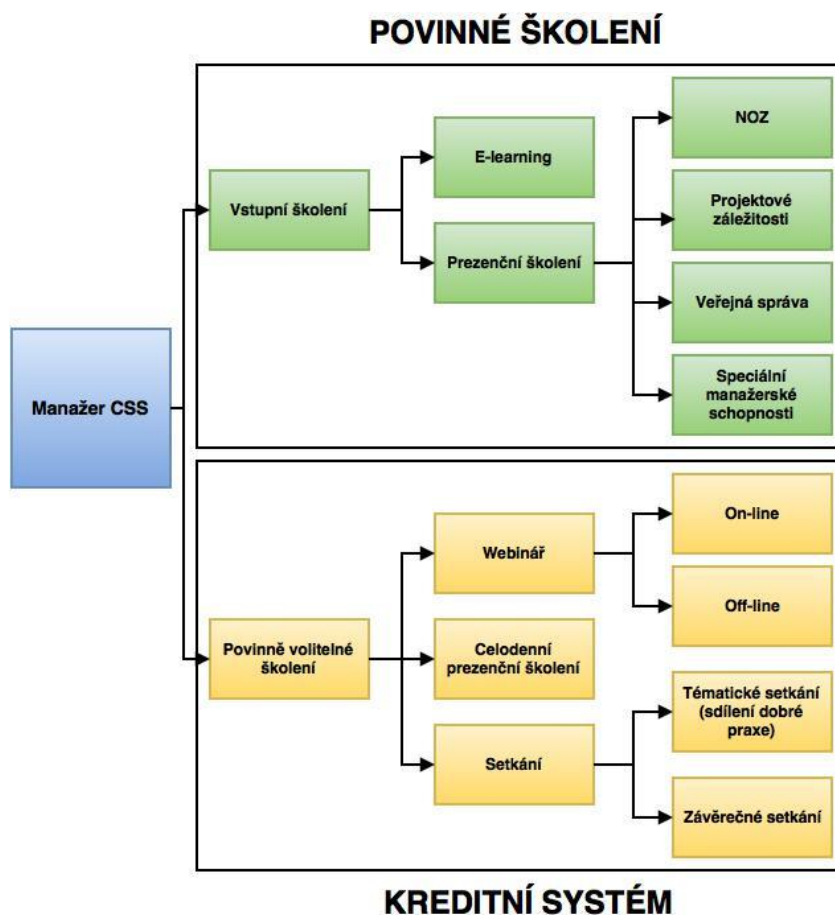 POVINNÉ ŠKOLENÍ
Manažer CSS
Vstupní školení
E-learning
Prezenční školení
NOZ
Projektové
záležitosti
Veřejná správa
Speciální
manažerské
schopnosti
Povinně volitelné
školení
Webinář
Celodenní
prezenční školení
Setkání
On-line
Off-line
Tématické setkání
(sdílení dobré
praxe)
Závěrečné setkání
KREDITNÍ SYSTÉM